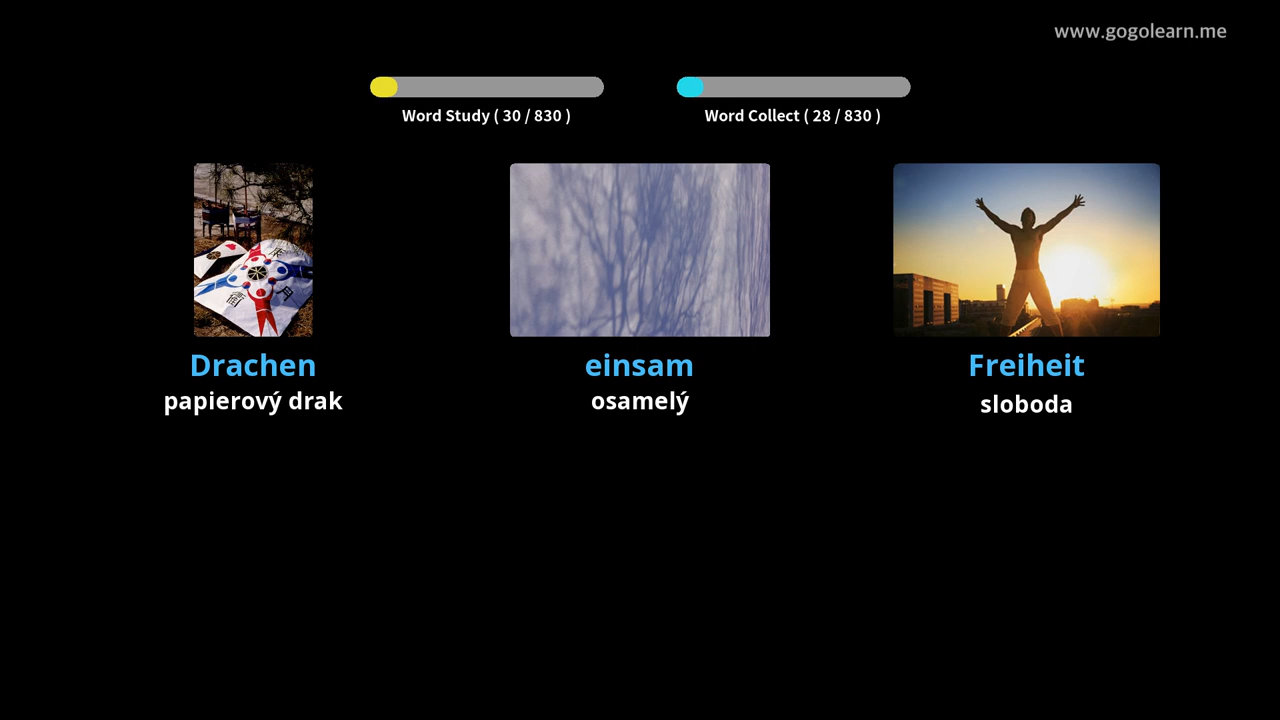 www.gogolearn.me
Word Study ( 30 / 830 )
Word Collect ( 28 / 830 )
Drachen
papierový drak
einsam
osamelý
Freiheit
sloboda